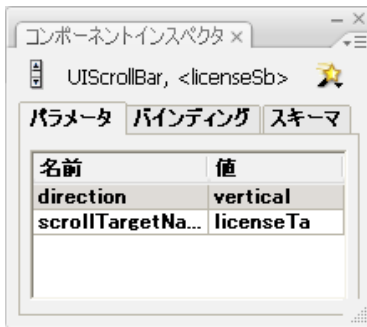 コンポーネントインスペクタ ×
UIScrollBar, <licenseSb>
パラメータ バインディング スキーマ
名前 値
direction vertical
scrollTargetNa... licenseTa